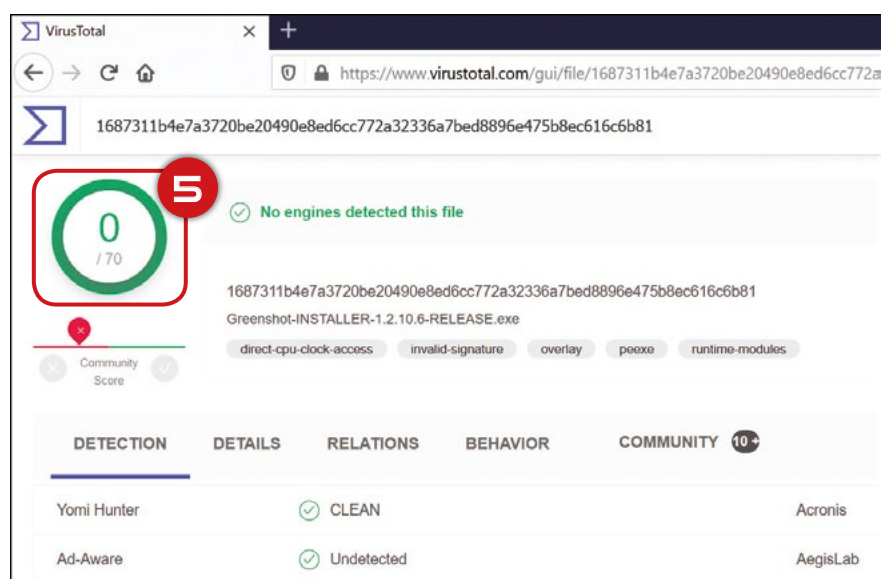 VirusTotal
https://www.virustotal.com/gui/file/1687311b4e7a3720be20490e8ed6cc772a
1687311b4e7a3720be20490e8ed6cc772a32336a7bed8896e475b8ec616c6b81
5
0
/ 70
No engines detected this file
1687311b4e7a3720be20490e8ed6cc772a32336a7bed8896e475b8ec616c6b81
Greenshot-INSTALLER-1.2.10.6-RELEASE.exe
direct-cpu-clock-access invalid-signature overlay peexe runtime-modules
Community
Score
DETECTION DETAILS RELATIONS BEHAVIOR COMMUNITY 10+
Yomi Hunter CLEAN Acronis
Ad-Aware Undetected AegisLab